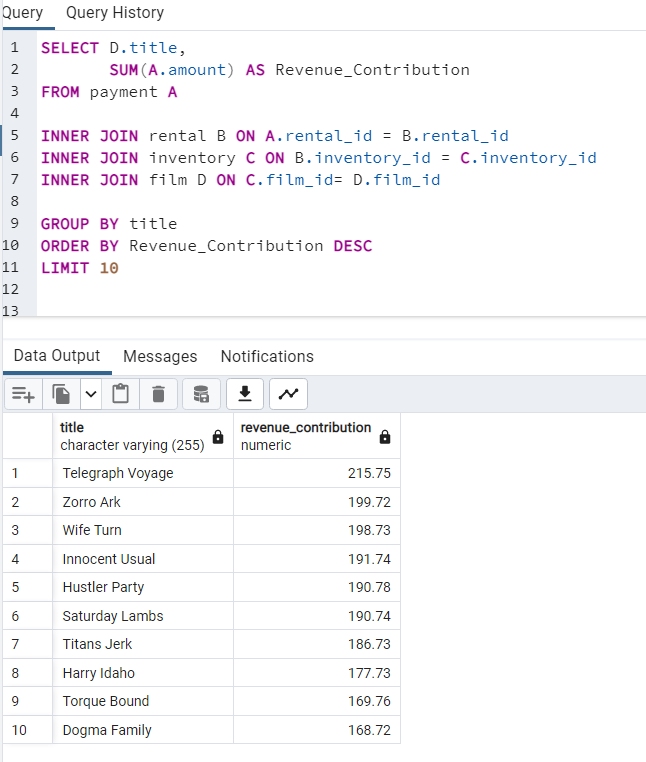 Query Query History
1 SELECT D.title,
2 SUM(A.amount) AS Revenue_Contribution
3 FROM payment A
4
5 INNER JOIN rental B ON A.rental_id = B.rental_id
6 INNER JOIN inventory C ON B.inventory_id = C.inventory_id
7 INNER JOIN film D ON C.film_id= D.film_id
8
9 GROUP BY title
10 ORDER BY Revenue_Contribution DESC
11 LIMIT 10
12
13
Data Output Messages Notifications
title revenue_contribution
character varying (255) numeric
1 Telegraph Voyage 215.75
2 Zorro Ark 199.72
3 Wife Turn 198.73
4 Innocent Usual 191.74
5 Hustler Party 190.78
6 Saturday Lambs 190.74
7 Titans Jerk 186.73
8 Harry Idaho 177.73
9 Torque Bound 169.76
10 Dogma Family 168.72